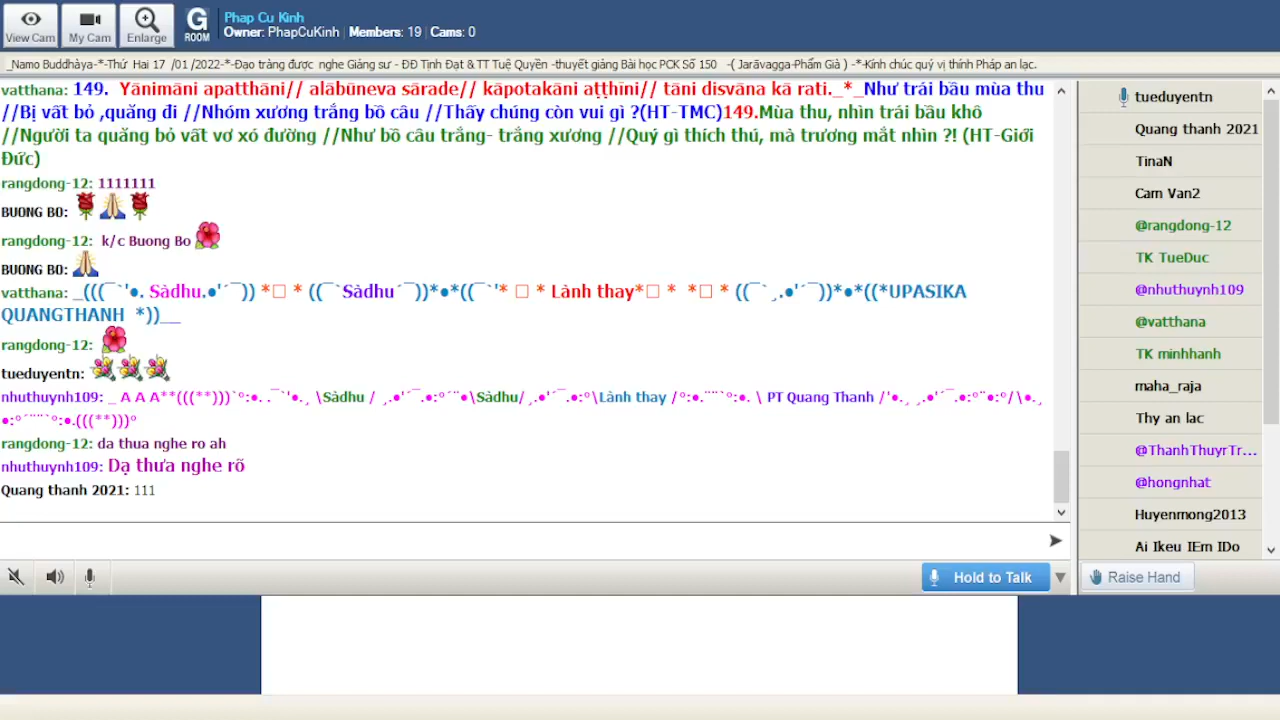 View Cam
My Cam
Enlarge
G
ROOM
Phap Cu Kinh
Owner: PhapCuKinh | Members: 19 | Cams: 0
_Namo Buddhàya-*-Thứ Hai 17 /01 /2022-*-Đạo tràng được nghe Giảng sư - ĐĐ Tịnh Đạt & TT Tuệ Quyền -thuyết giảng Bài học PCK Số 150 -( Jarāvagga-Phẩm Già ) -*-Kính chúc quý vị thính Pháp an lạc.
vatthana: 149. Yānimāni apatthāni// alābūneva sārade// kāpotakāni aṭṭhīni// tāni disvāna kā rati._*_Như trái bầu mùa thu
//Bị vất bỏ ,quăng đi //Nhóm xương trắng bồ câu //Thấy chúng còn vui gì ?(HT-TMC)149.Mùa thu, nhìn trái bầu khô
//Người ta quăng bỏ vất vơ xó đường //Như bồ câu trắng- trắng xương //Quý gì thích thú, mà trương mắt nhìn ?! (HT-Giới
Đức)
rangdong-12: 1111111
BUONG BO:
rangdong-12: k/c Buong Bo
BUONG BO:
vatthana: _(((¯`'●. Sàdhu.●'´¯)) *□ * ((¯`Sàdhu´¯))*●*((¯`'* □ * Lành thay*□ * *□ * ((¯`¸.●'´¯))*●*((*UPASIKA
QUANGTHANH *))__
rangdong-12:
tueduyentn:
nhuthuynh109: _ A A A**(((**)))`º:●. .¯`'●.¸ \Sàdhu / ¸.●'´¯.●:º´¨●\Sàdhu/¸.●'´¯.●:º\Lành thay /º:●.¨¨`º:●. \ PT Quang Thanh /'●.¸ ¸.●'´¯.●:º¨●:º/\●.¸
●:º´¨¨`º:●.(((**)))º
rangdong-12: da thua nghe ro ah
nhuthuynh109: Dạ thưa nghe rõ
Quang thanh 2021: 111
Hold to Talk
tueduyentn
Quang thanh 2021
TinaN
Cam Van2
@rangdong-12
TK TueDuc
@nhuthuynh109
@vatthana
TK minhhanh
maha_raja
Thy an lac
@ThanhThuyrTr...
@hongnhat
Huyenmong2013
Ai Ikeu IEm IDo
Raise Hand